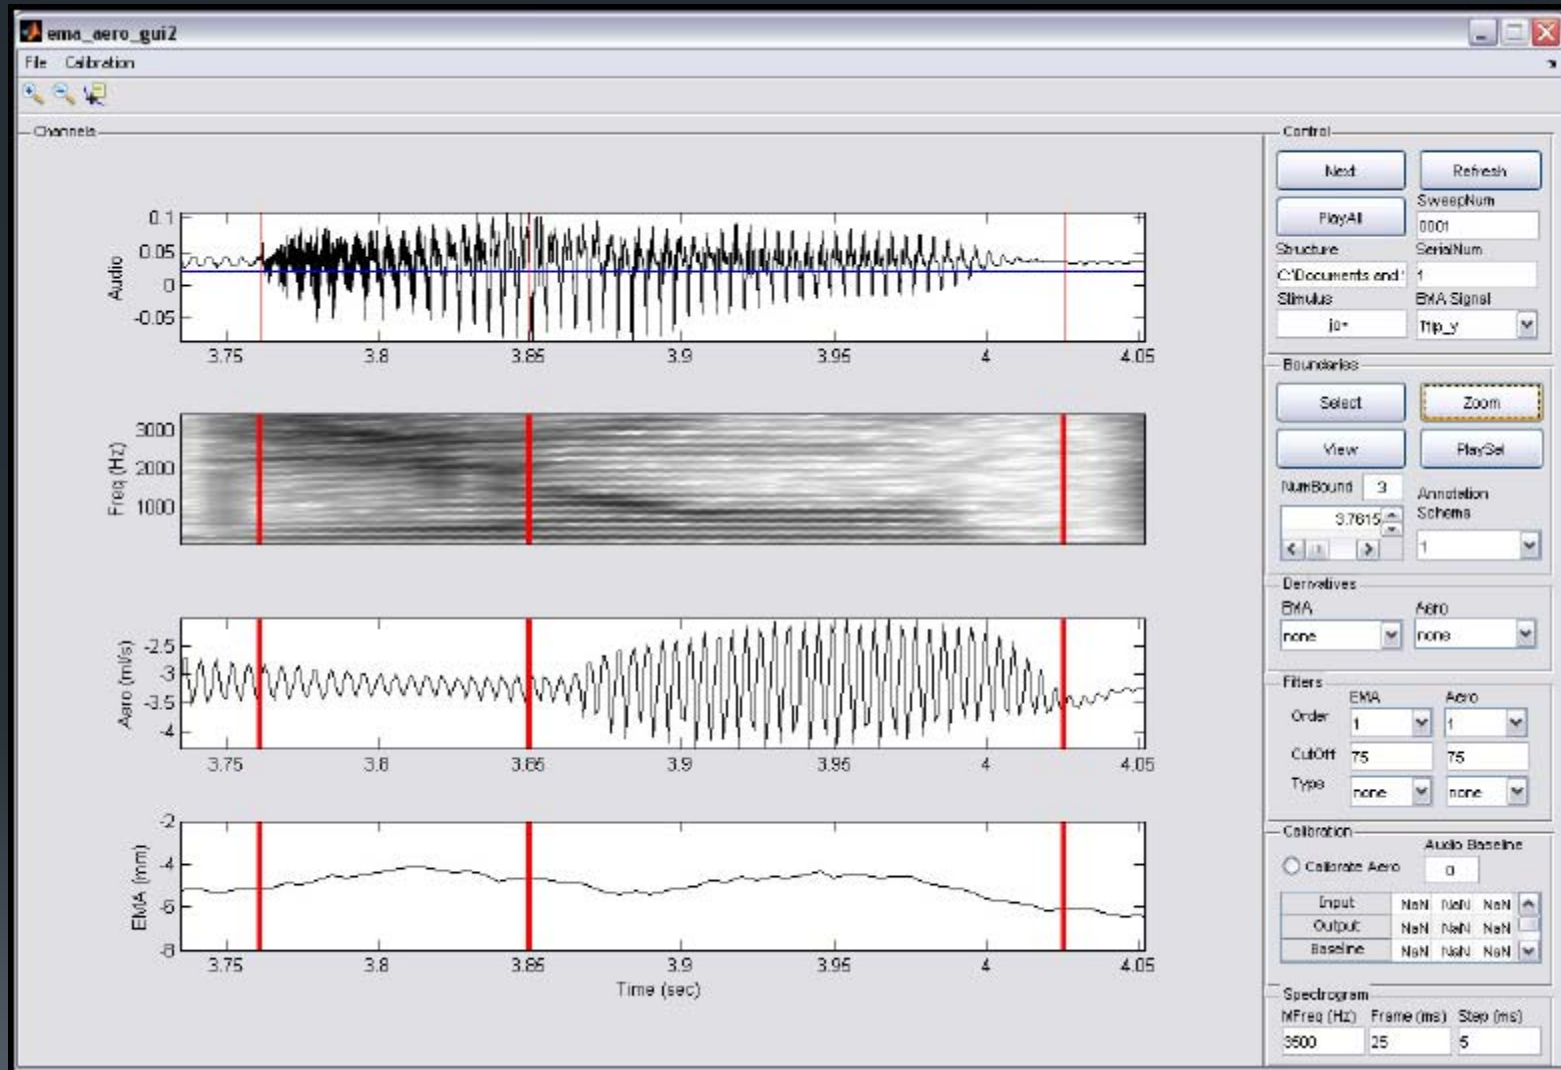 ema_aero_gui2
File Calibration
Channels
Audio
0.1
0.05
0
-0.05
3.75 3.8 3.85 3.9 3.95 4 4.05
Freq (Hz)
3000
2000
1000
Aero (ml/s)
-2.5
-3
-3.5
-4
3.75 3.8 3.85 3.9 3.95 4 4.05
EMA (mm)
-2
-4
-6
-8
3.75 3.8 3.85 3.9 3.95 4 4.05
Time (sec)
Control
Next Refresh
PlayAll
SweepNum
0001
Structure SerialNum
C:\Documents and 1
Stimulus EMA Signal
Ttip_y
Boundaries
Select Zoom
View PlaySel
NumBound 3
Annotation
Schema
3.7615
1
Derivatives
EMA Aero
none none
Filters
EMA Aero
Order 1 1
CutOff 75 75
Type none none
Calibration
Audio Baseline
Calibrate Aero 0
Input NaN NaN NaN
Output NaN NaN NaN
Baseline NaN NaN NaN
Spectrogram
MFreq (Hz) Frame (ms) Step (ms)
3500 25 5